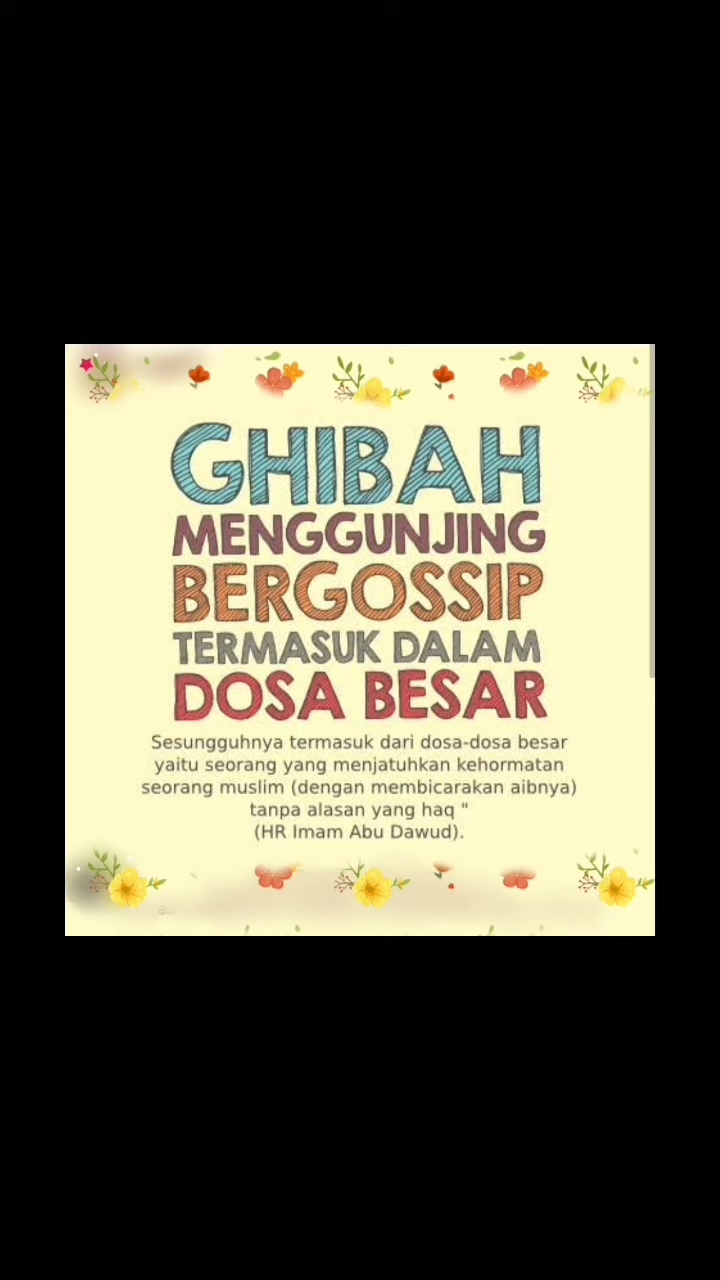 GHIBAH
MENGGUNJING
BERGOSSIP
TERMASUK DALAM
DOSA BESAR
Sesungguhnya termasuk dari dosa-dosa besar
yaitu seorang yang menjatuhkan kehormatan
seorang muslim (dengan membicarakan aibnya)
tanpa alasan yang haq "
(HR Imam Abu Dawud).